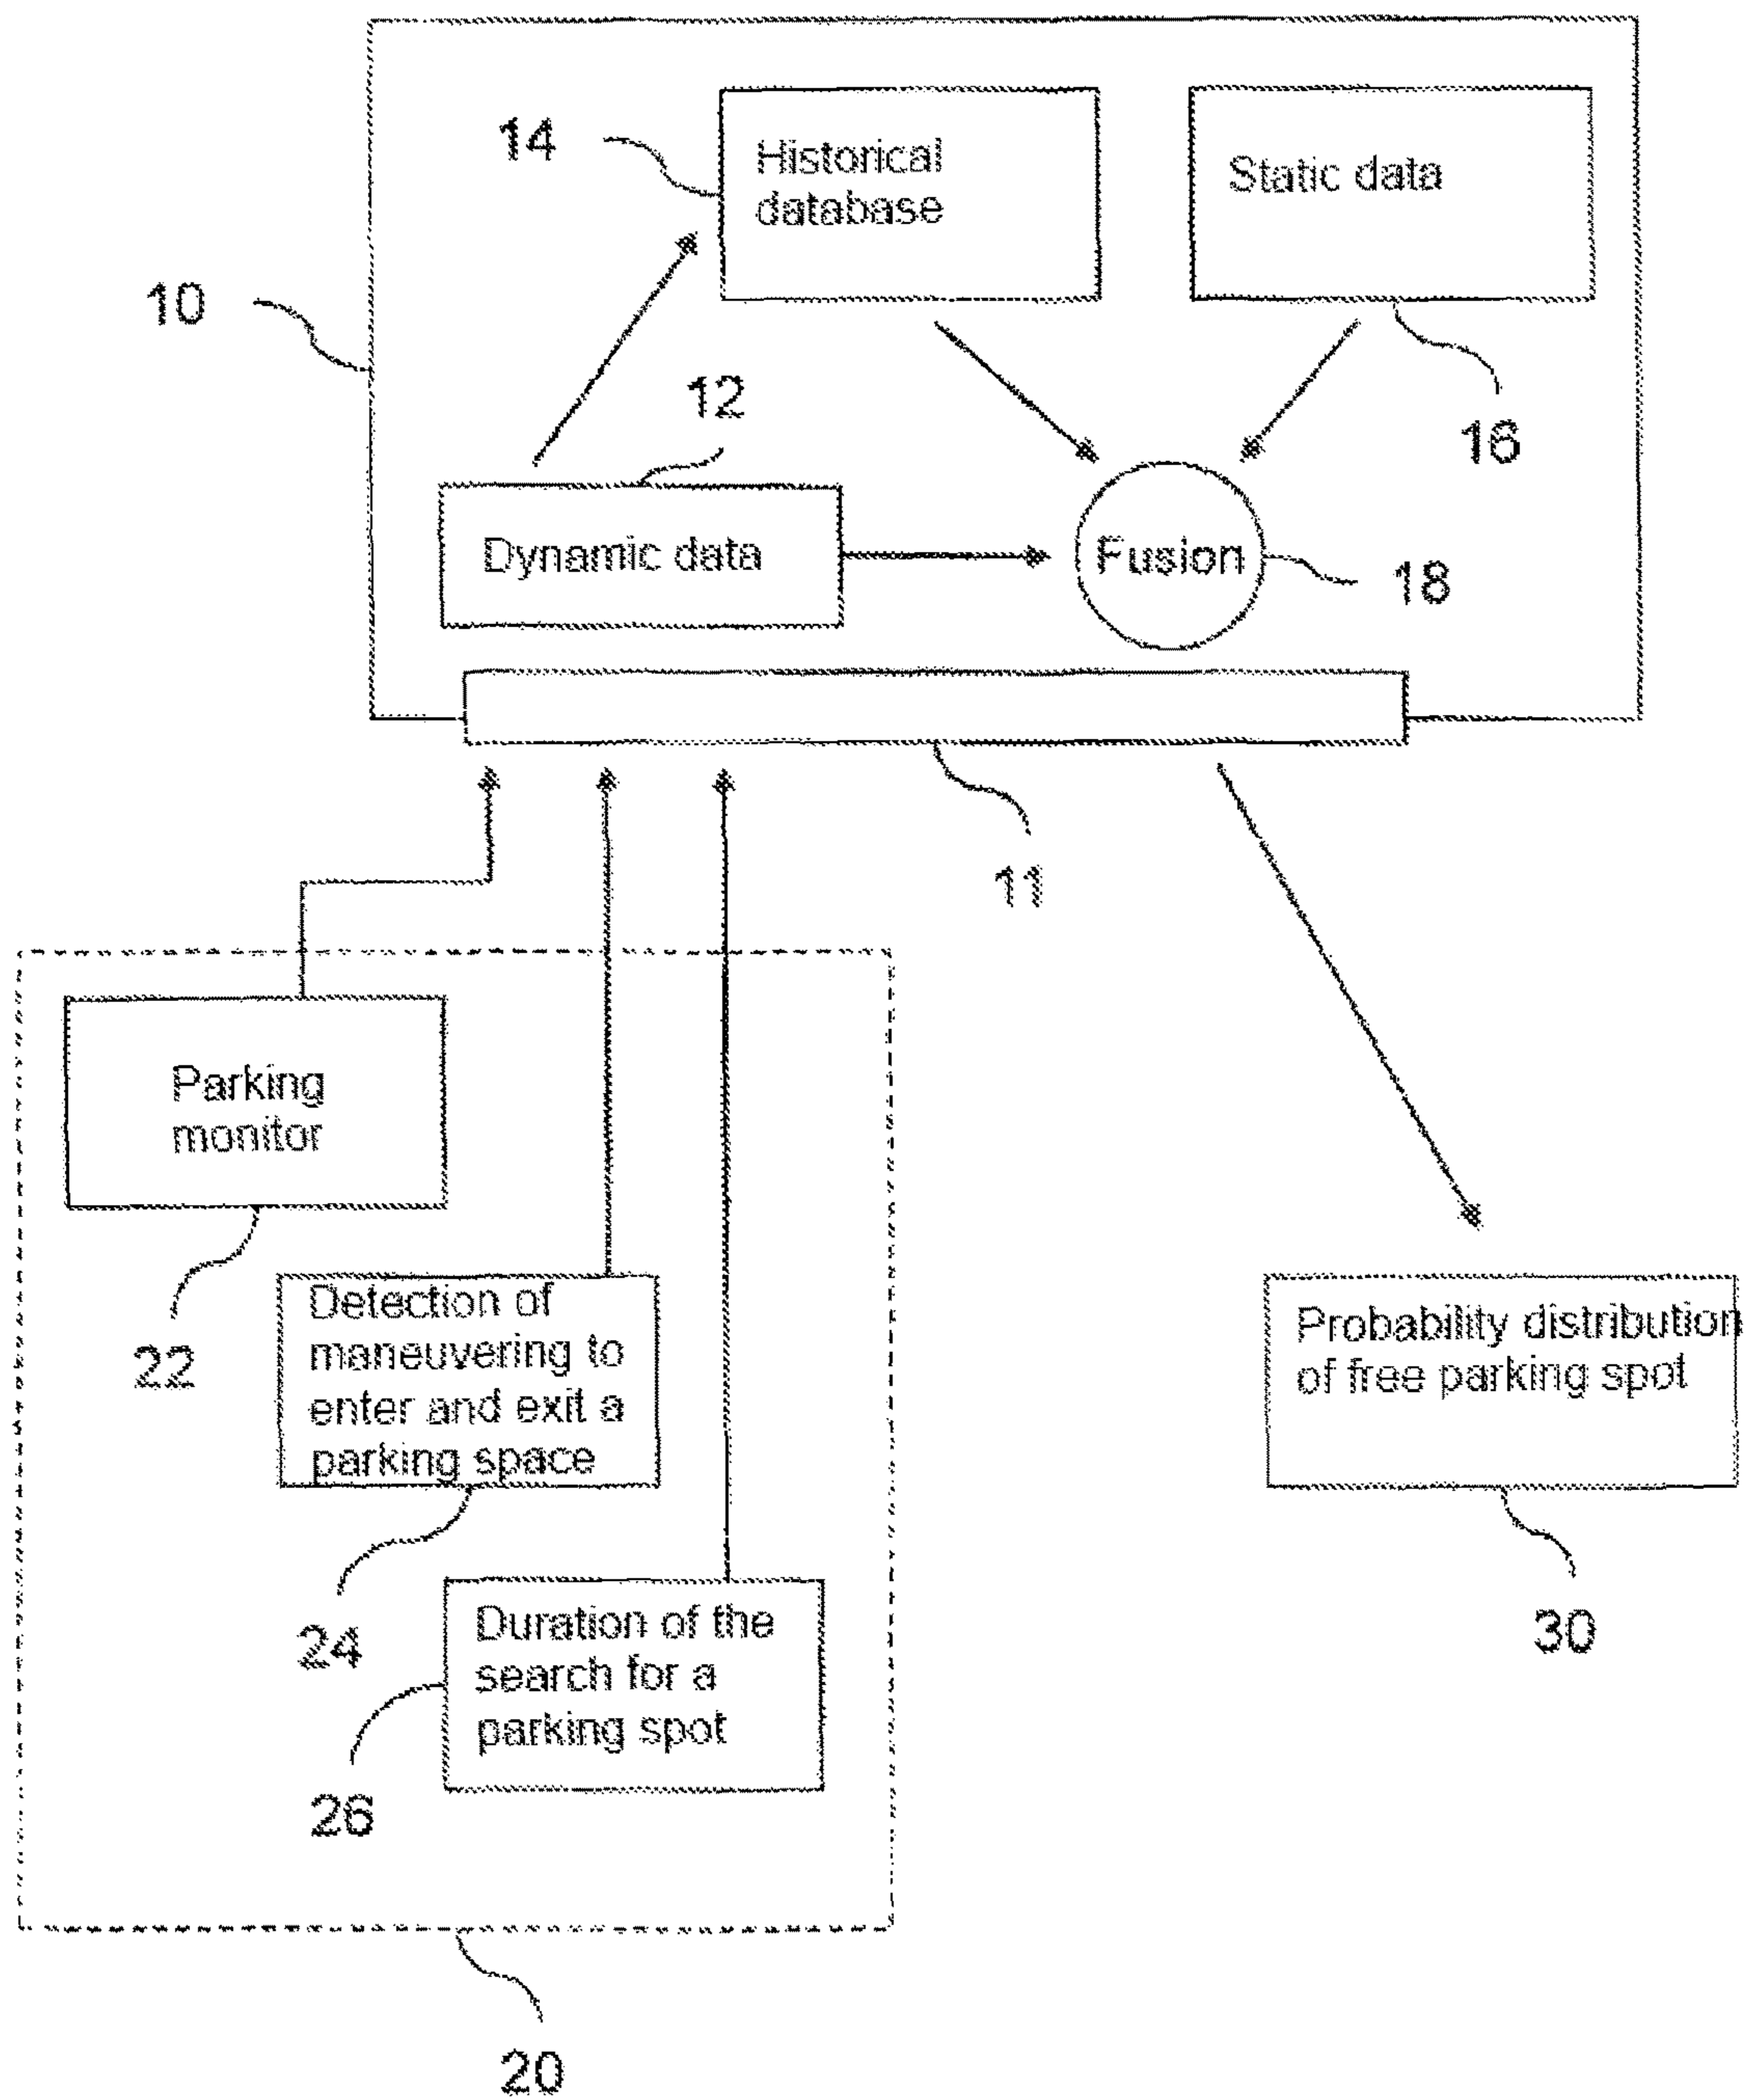 14
Historical
database
Static data
10
12
16
Dynamic data
Fusion
18
11
Parking
monitor
22
Detection of
maneuvering to
enter and exit a
parking space
Probability distribution
of free parking spot
24
30
Duration of the
search for a
parking spot
26
20